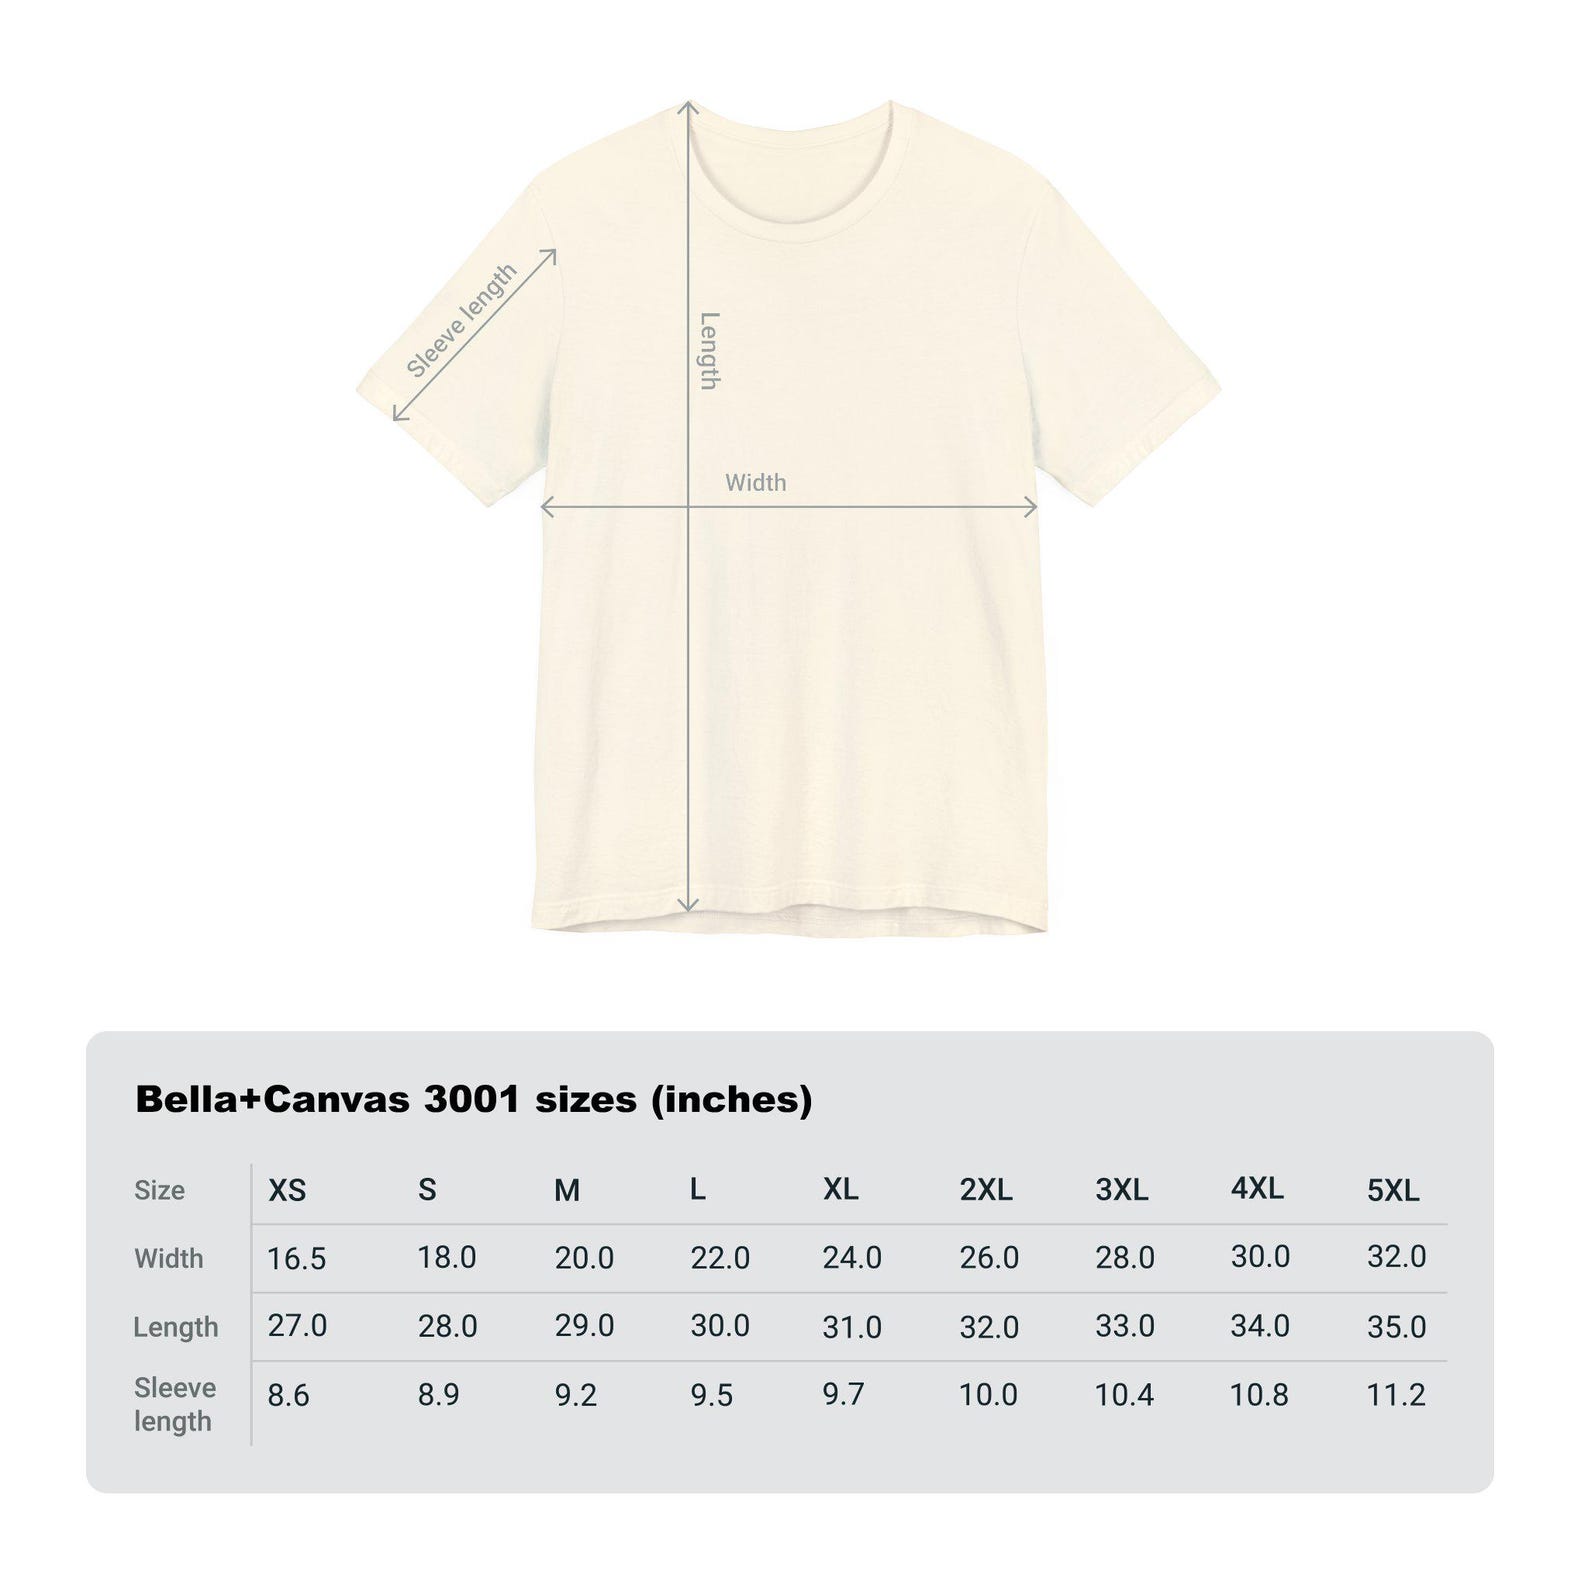 Sleeve length
Length
Width
Bella+Canvas 3001 sizes (inches)
Size XS S M L XL 2XL 3XL 4XL 5XL
Width 16.5 18.0 20.0 22.0 24.0 26.0 28.0 30.0 32.0
Length 27.0 28.0 29.0 30.0 31.0 32.0 33.0 34.0 35.0
Sleeve length 8.6 8.9 9.2 9.5 9.7 10.0 10.4 10.8 11.2